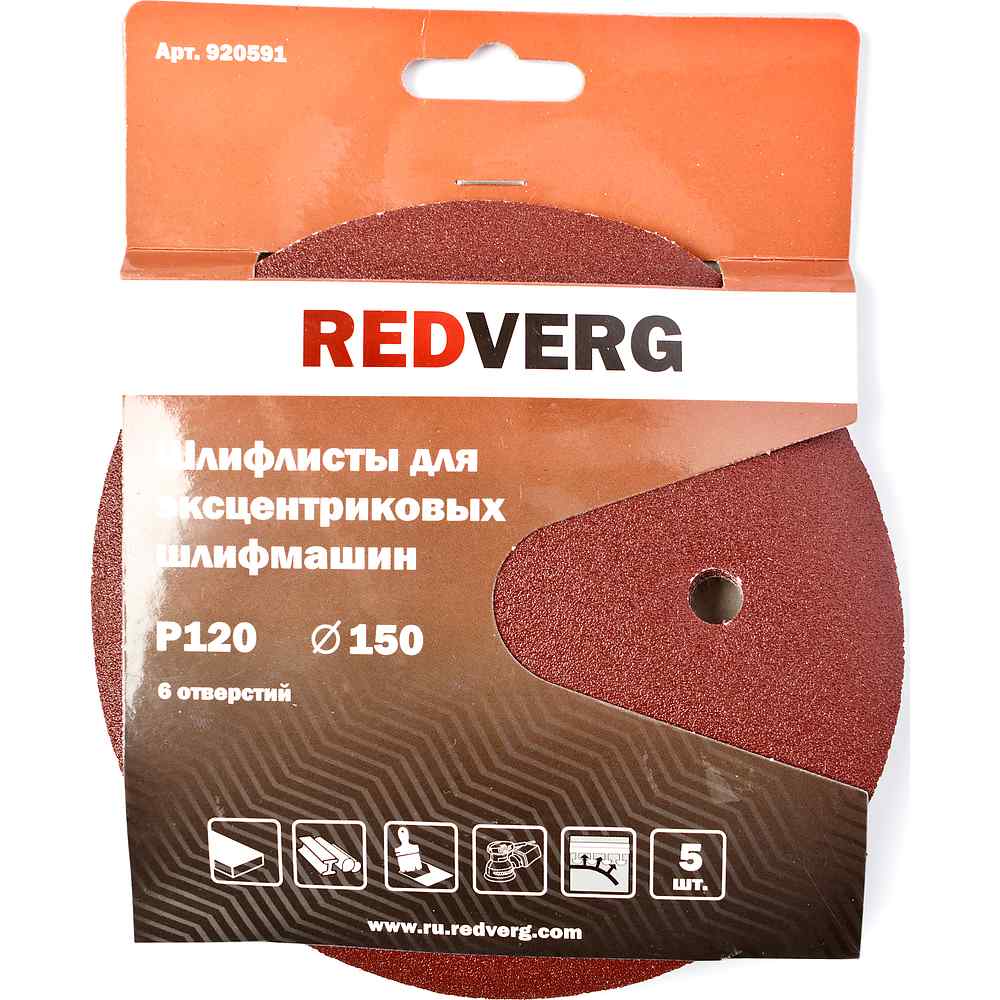 Арт. 920591
REDVERG
Шлифлисты для
эксцентриковых
шлифмашин
P120 ⌀ 150
6 отверстий
5
шт.
www.ru.redverg.com